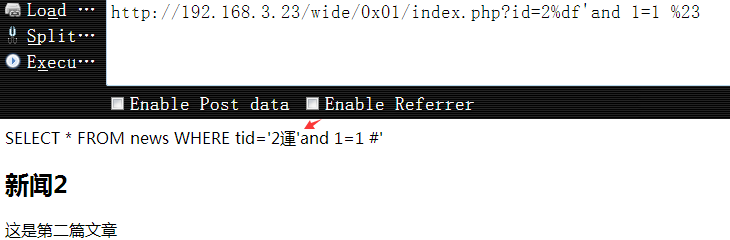 Load ···
http://192.168.3.23/wide/0x01/index.php?id=2%df'and 1=1 %23
Split···
Execu···
Enable Post data Enable Referrer
SELECT * FROM news WHERE tid='2運'and 1=1 #'
新闻2
这是第二篇文章